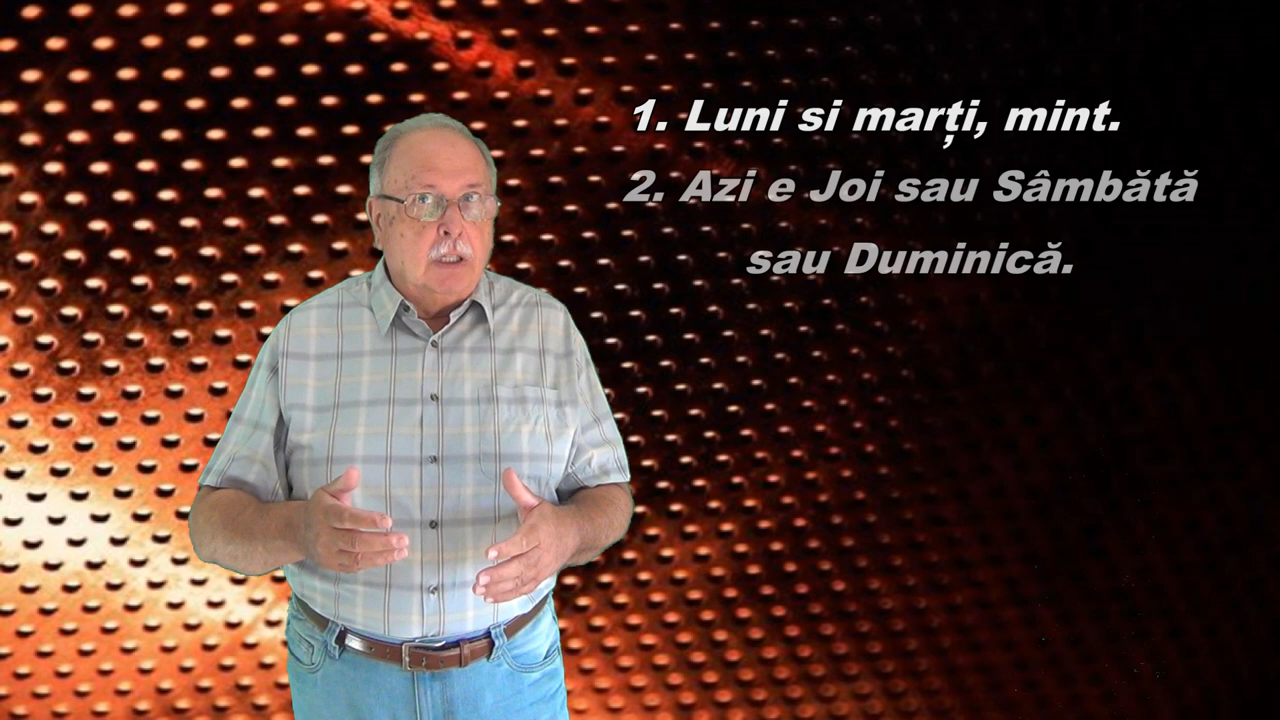 1. Luni si marți, mint.
2. Azi e Joi sau Sâmbătă
sau Duminică.